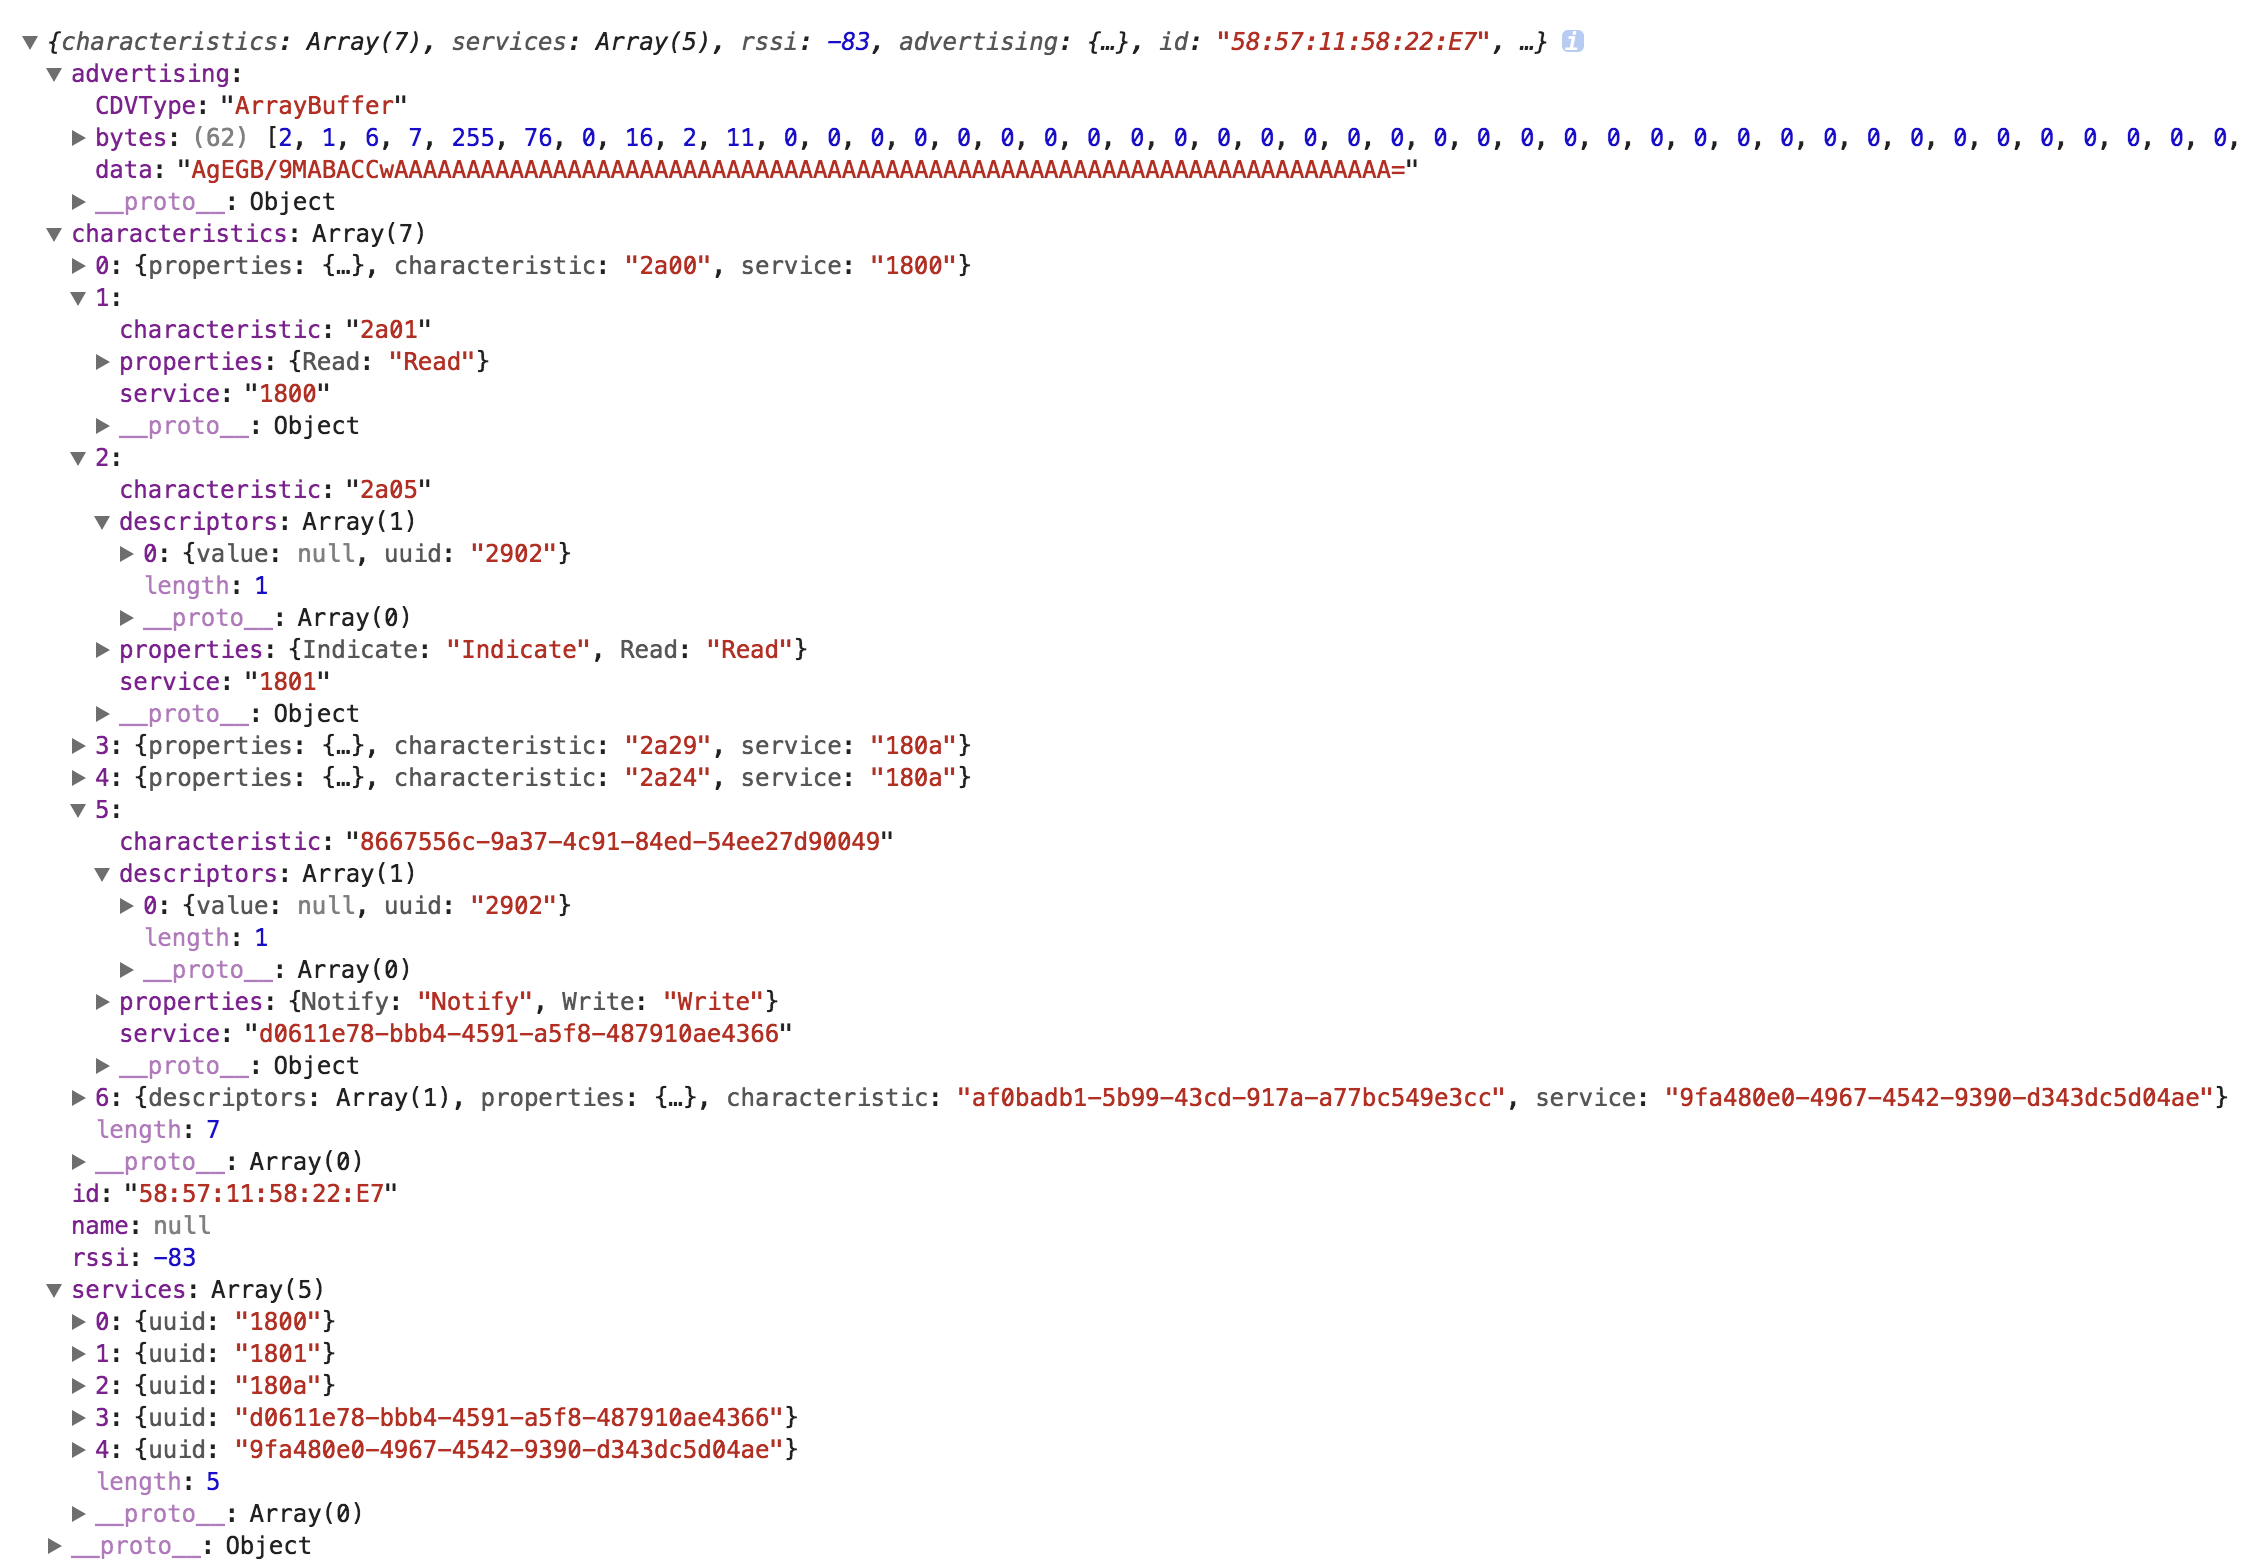 ▼ {characteristics: Array(7), services: Array(5), rssi: -83, advertising: {…}, id: "58:57:11:58:22:E7", …} i
▼ advertising:
CDVType: "ArrayBuffer"
▶ bytes: (62) [2, 1, 6, 7, 255, 76, 0, 16, 2, 11, 0, 0, 0, 0, 0, 0, 0, 0, 0, 0, 0, 0, 0, 0, 0, 0, 0, 0, 0, 0, 0, 0, 0, 0, 0, 0, 0, 0, 0, 0, 0, 0, 0, 0,
data: "AgEGB/9MABACCwAAAAAAAAAAAAAAAAAAAAAAAAAAAAAAAAAAAAAAAAAAAAAAAAAAAAAAAAAAAAAAAAAAAAA="
▶ __proto__: Object
▼ characteristics: Array(7)
▶ 0: {properties: {…}, characteristic: "2a00", service: "1800"}
▼ 1:
characteristic: "2a01"
▶ properties: {Read: "Read"}
service: "1800"
▶ __proto__: Object
▼ 2:
characteristic: "2a05"
▼ descriptors: Array(1)
▶ 0: {value: null, uuid: "2902"}
length: 1
▶ __proto__: Array(0)
▶ properties: {Indicate: "Indicate", Read: "Read"}
service: "1801"
▶ __proto__: Object
▶ 3: {properties: {…}, characteristic: "2a29", service: "180a"}
▶ 4: {properties: {…}, characteristic: "2a24", service: "180a"}
▼ 5:
characteristic: "8667556c-9a37-4c91-84ed-54ee27d90049"
▼ descriptors: Array(1)
▶ 0: {value: null, uuid: "2902"}
length: 1
▶ __proto__: Array(0)
▶ properties: {Notify: "Notify", Write: "Write"}
service: "d0611e78-bbb4-4591-a5f8-487910ae4366"
▶ __proto__: Object
▶ 6: {descriptors: Array(1), properties: {…}, characteristic: "af0badb1-5b99-43cd-917a-a77bc549e3cc", service: "9fa480e0-4967-4542-9390-d343dc5d04ae"}
length: 7
▶ __proto__: Array(0)
id: "58:57:11:58:22:E7"
name: null
rssi: -83
▼ services: Array(5)
▶ 0: {uuid: "1800"}
▶ 1: {uuid: "1801"}
▶ 2: {uuid: "180a"}
▶ 3: {uuid: "d0611e78-bbb4-4591-a5f8-487910ae4366"}
▶ 4: {uuid: "9fa480e0-4967-4542-9390-d343dc5d04ae"}
length: 5
▶ __proto__: Array(0)
▶ __proto__: Object